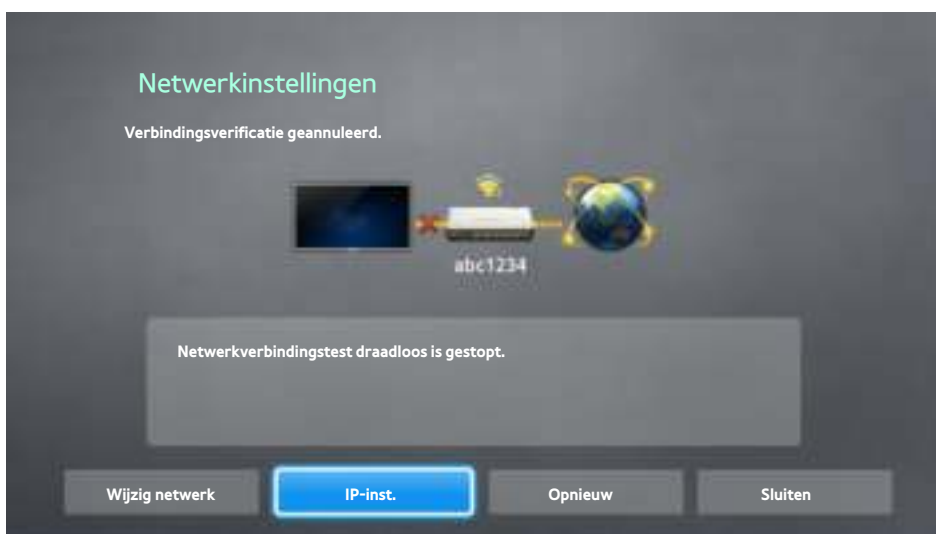 Netwerkinstellingen
Verbindingsverificatie geannuleerd.
abc1234
Netwerkverbindingstest draadloos is gestopt.
Wijzig netwerk
IP-inst.
Opnieuw
Sluiten